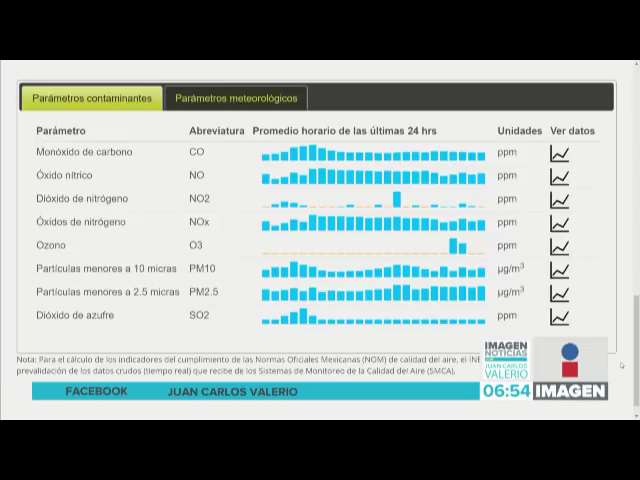 Parámetros contaminantes Parámetros meteorológicos
Parámetro Abreviatura Promedio horario de las últimas 24 hrs Unidades Ver datos
Monóxido de carbono CO ppm
Óxido nítrico NO ppm
Dióxido de nitrógeno NO2 ppm
Óxidos de nitrógeno NOx ppm
Ozono O3 ppm
Partículas menores a 10 micras PM10 µg/m³
Partículas menores a 2.5 micras PM2.5 µg/m³
Dióxido de azufre SO2 ppm
Nota: Para el cálculo de los indicadores del cumplimiento de las Normas Oficiales Mexicanas (NOM) de calidad del aire, el
prevalidación de los datos crudos (tiempo real) que recibe de los Sistemas de Monitoreo de la Calidad del Aire (SMCA).
IMAGEN
NOTICIAS
JUAN CARLOS
VALERIO
FACEBOOK JUAN CARLOS VALERIO 06:54 IMAGEN